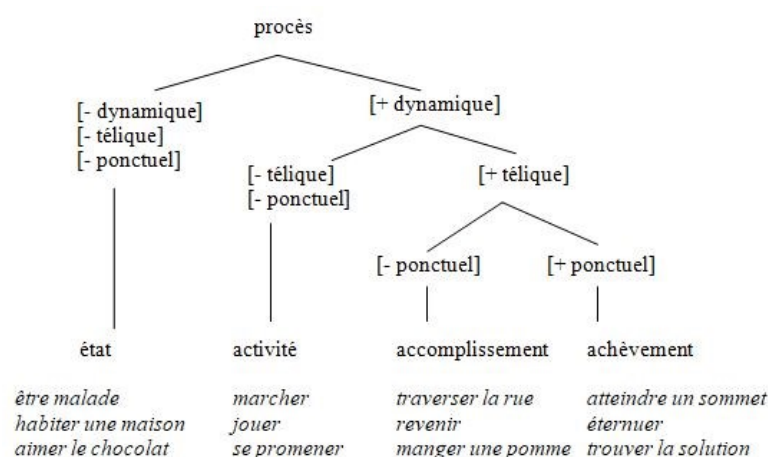 procès
[- dynamique]
[- télique]
[- ponctuel]
[+ dynamique]
[- télique]
[- ponctuel]
[+ télique]
[- ponctuel]
[+ ponctuel]
état
activité
accomplissement
achèvement
être malade
habiter une maison
aimer le chocolat
marcher
jouer
se promener
traverser la rue
revenir
manger une pomme
atteindre un sommet
éternuer
trouver la solution